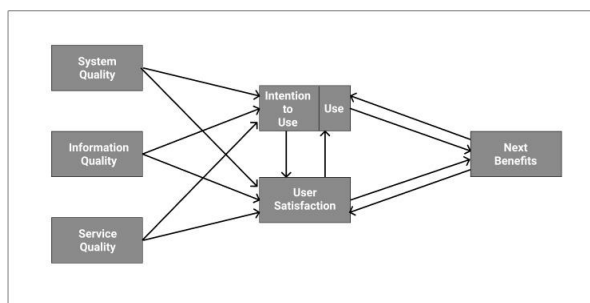 System
Quality
Intention
to
Use
Use
Information
Quality
Next
Benefits
User
Satisfaction
Service
Quality